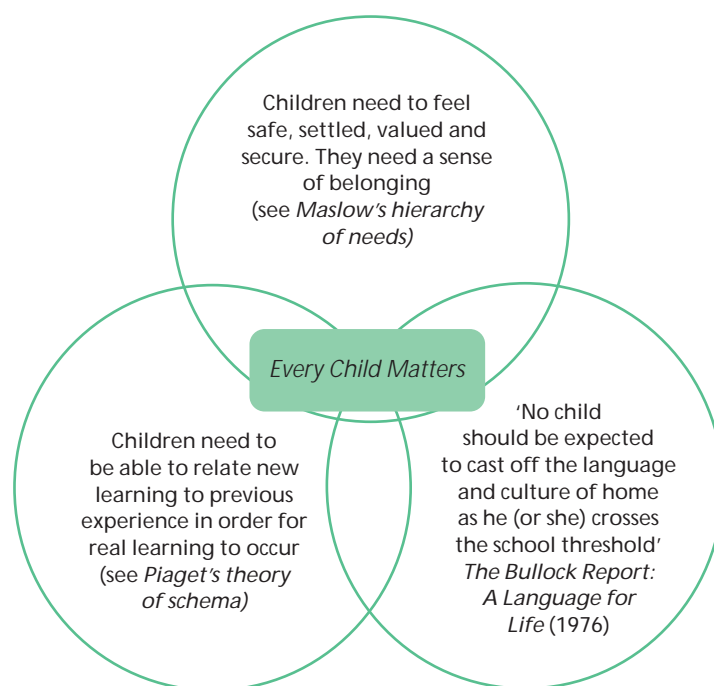 Children need to feel
safe, settled, valued and
secure. They need a sense
of belonging
(see Maslow's hierarchy
of needs)
Every Child Matters
Children need to
be able to relate new
learning to previous
experience in order for
real learning to occur
(see Piaget's theory
of schema)
'No child
should be expected
to cast off the language
and culture of home
as he (or she) crosses
the school threshold'
The Bullock Report:
A Language for
Life (1976)